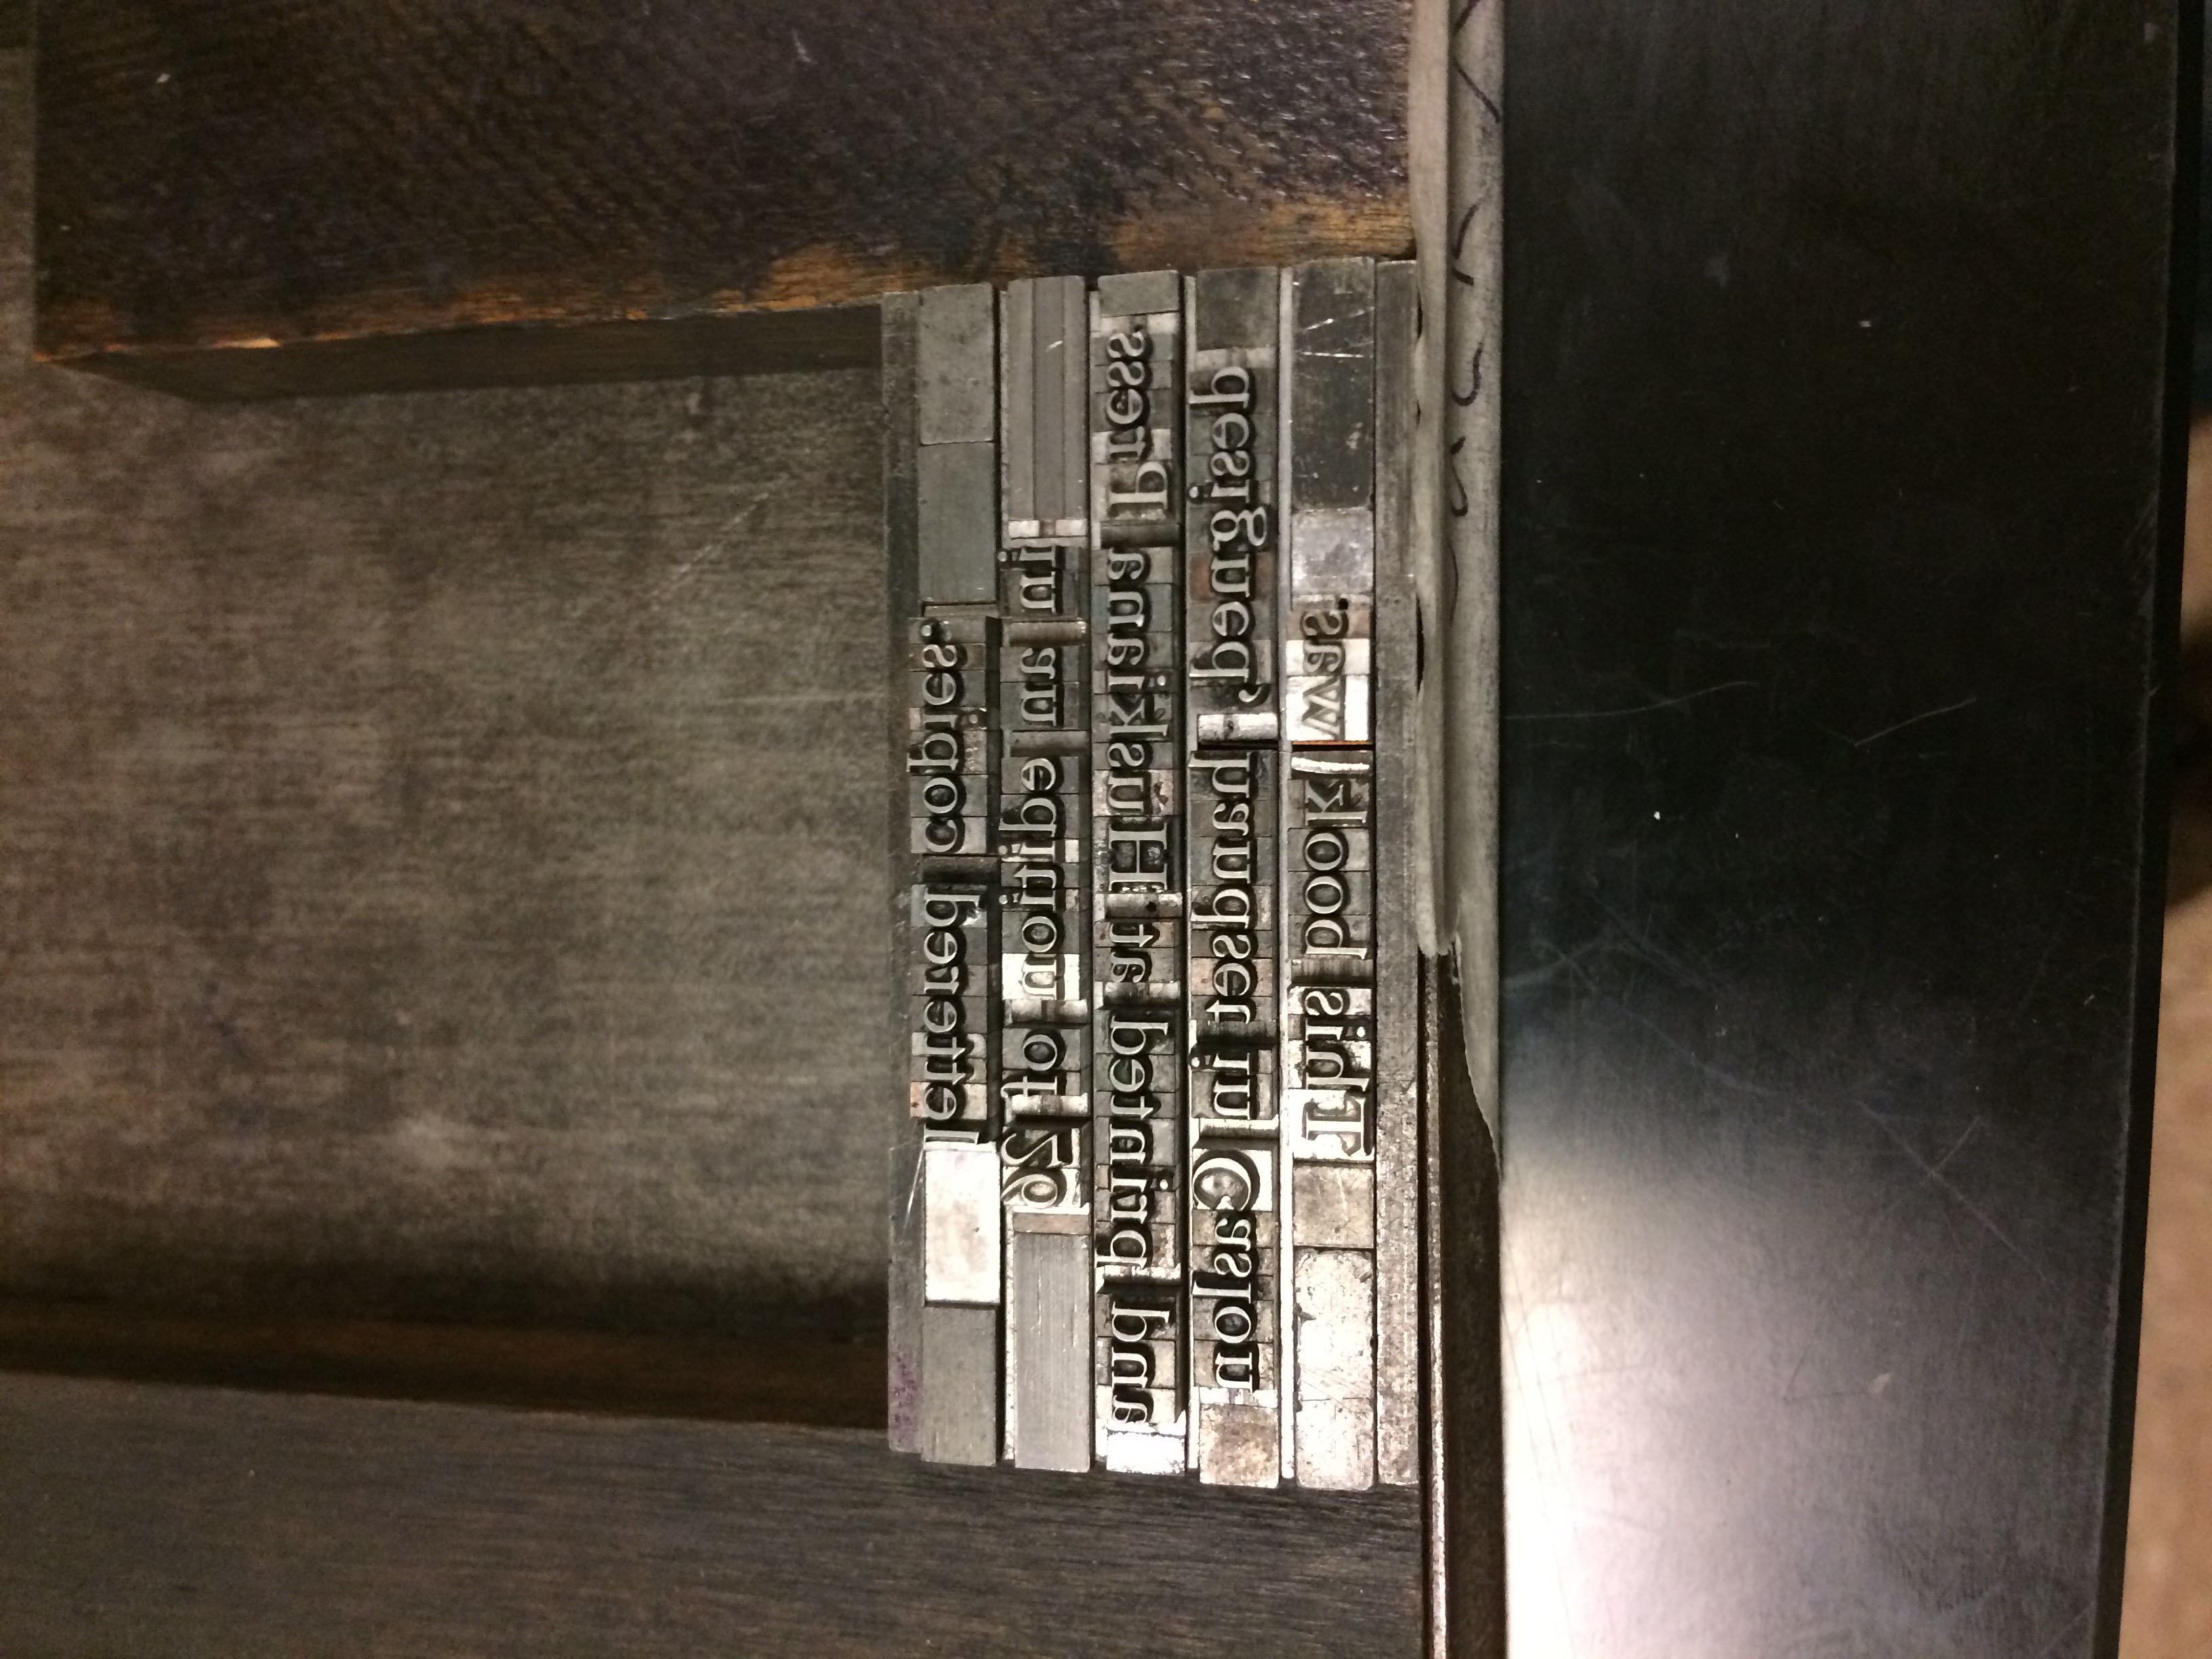 This book was
designed, handset in Caslon
and printed at Huskiana Press
in an edition of 26
lettered copies.